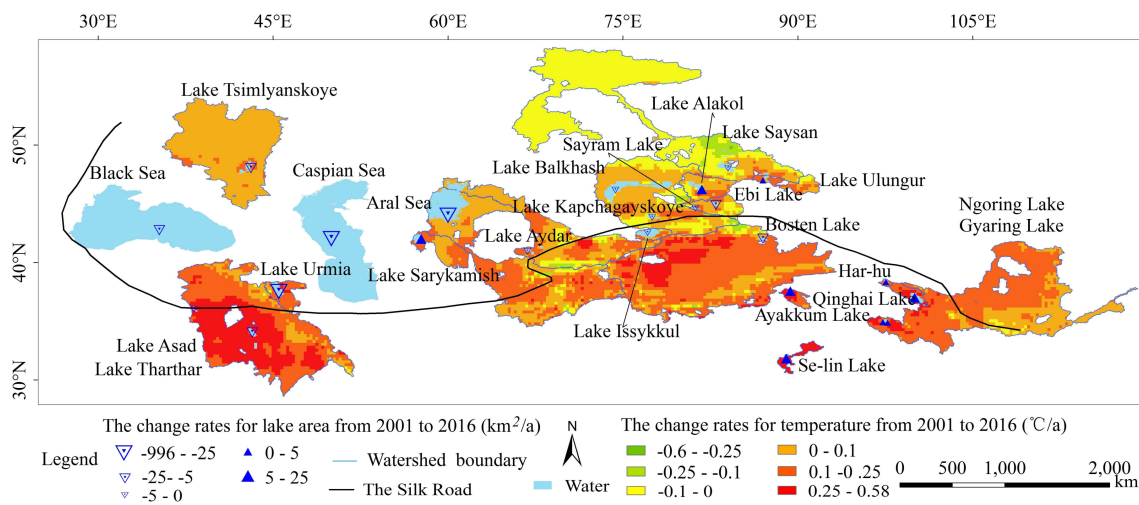 30°E 45°E 60°E 75°E 90°E 105°E
50°N
40°N
30°N
Lake Tsimlyanskoye
Lake Alakol
Lake Saysan
Sayram Lake
Black Sea
Caspian Sea
Lake Balkhash
Lake Ulungur
Aral Sea
Ebi Lake
Lake Kapchagayskoye
Ngoring Lake
Gyaring Lake
Bosten Lake
Lake Aydar
Lake Urmia
Lake Sarykamish
Har-hu
Qinghai Lake
Ayakkum Lake
Lake Issykkul
Lake Asad
Lake Tharthar
Se-lin Lake
The change rates for lake area from 2001 to 2016 (km²/a)
Legend
-996 - -25
-25- -5
-5 - 0
0 - 5
5 - 25
Watershed boundary
The Silk Road
N
Water
The change rates for temperature from 2001 to 2016 (℃/a)
-0.6 - -0.25
-0.25 - -0.1
-0.1 - 0
0 - 0.1
0.1 -0.25
0.25 - 0.58
0 500 1,000 2,000
km